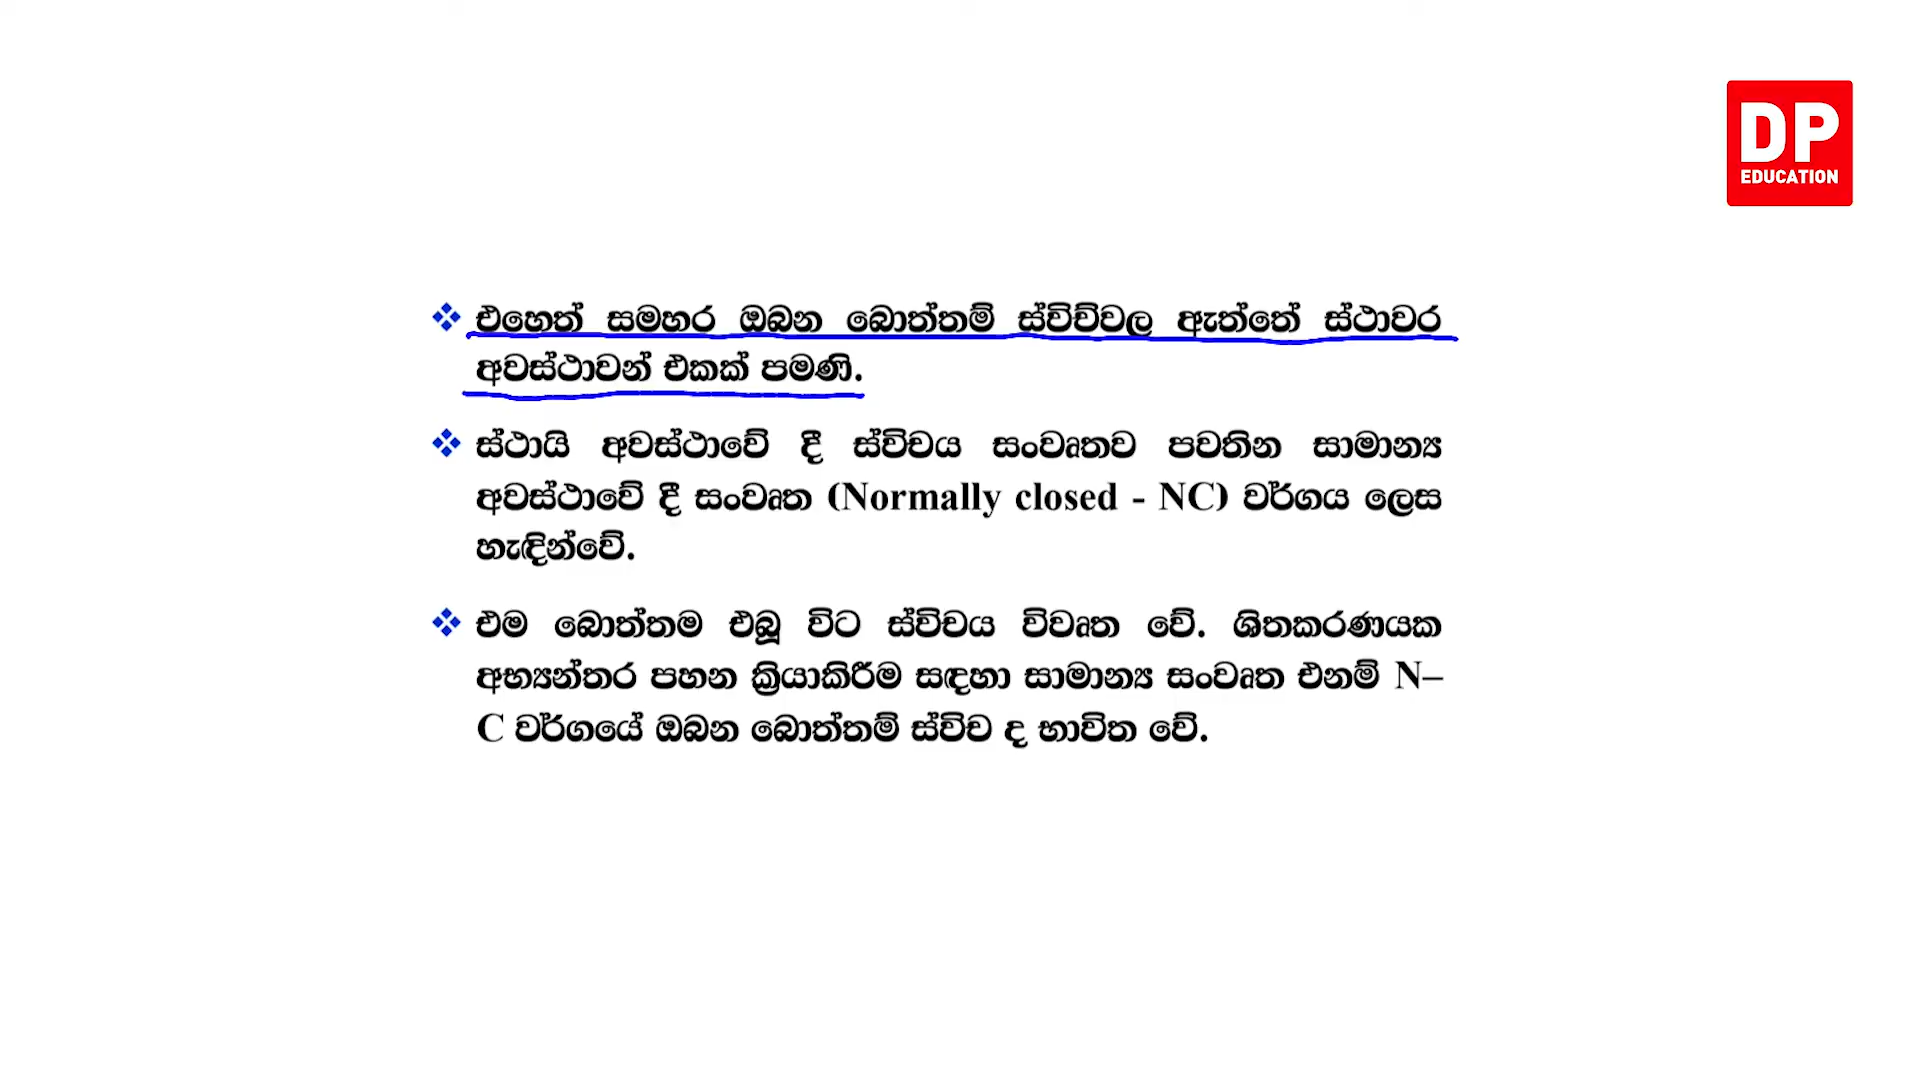 DP
EDUCATION
එහෙත් සමහර ඔබන බොත්තම් ස්විච්වල ඇත්තේ ස්ථාවර
අවස්ථාවන් එකක් පමණි.
ස්ථායි අවස්ථාවේ දී ස්විචය සංවෘතව පවතින සාමාන්‍ය
අවස්ථාවේ දී සංවෘත (Normally closed - NC) වර්ගය ලෙස
හැඳින්වේ.
එම බොත්තම එබූ විට ස්විචය විවෘත වේ. ශිතකරණයක
අභ්‍යන්තර පහන ක්‍රියාකිරීම සඳහා සාමාන්‍ය සංවෘත එනම් N–
C වර්ගයේ ඔබන බොත්තම් ස්විච ද භාවිත වේ.